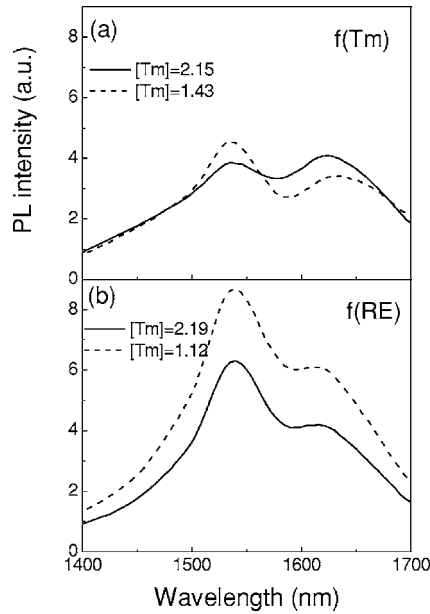 (a)
f(Tm)
[Tm]=2.15
[Tm]=1.43
8
6
4
2
0
PL intensity (a.u.)
(b)
f(RE)
[Tm]=2.19
[Tm]=1.12
8
6
4
2
0
1400 1500 1600 1700
Wavelength (nm)